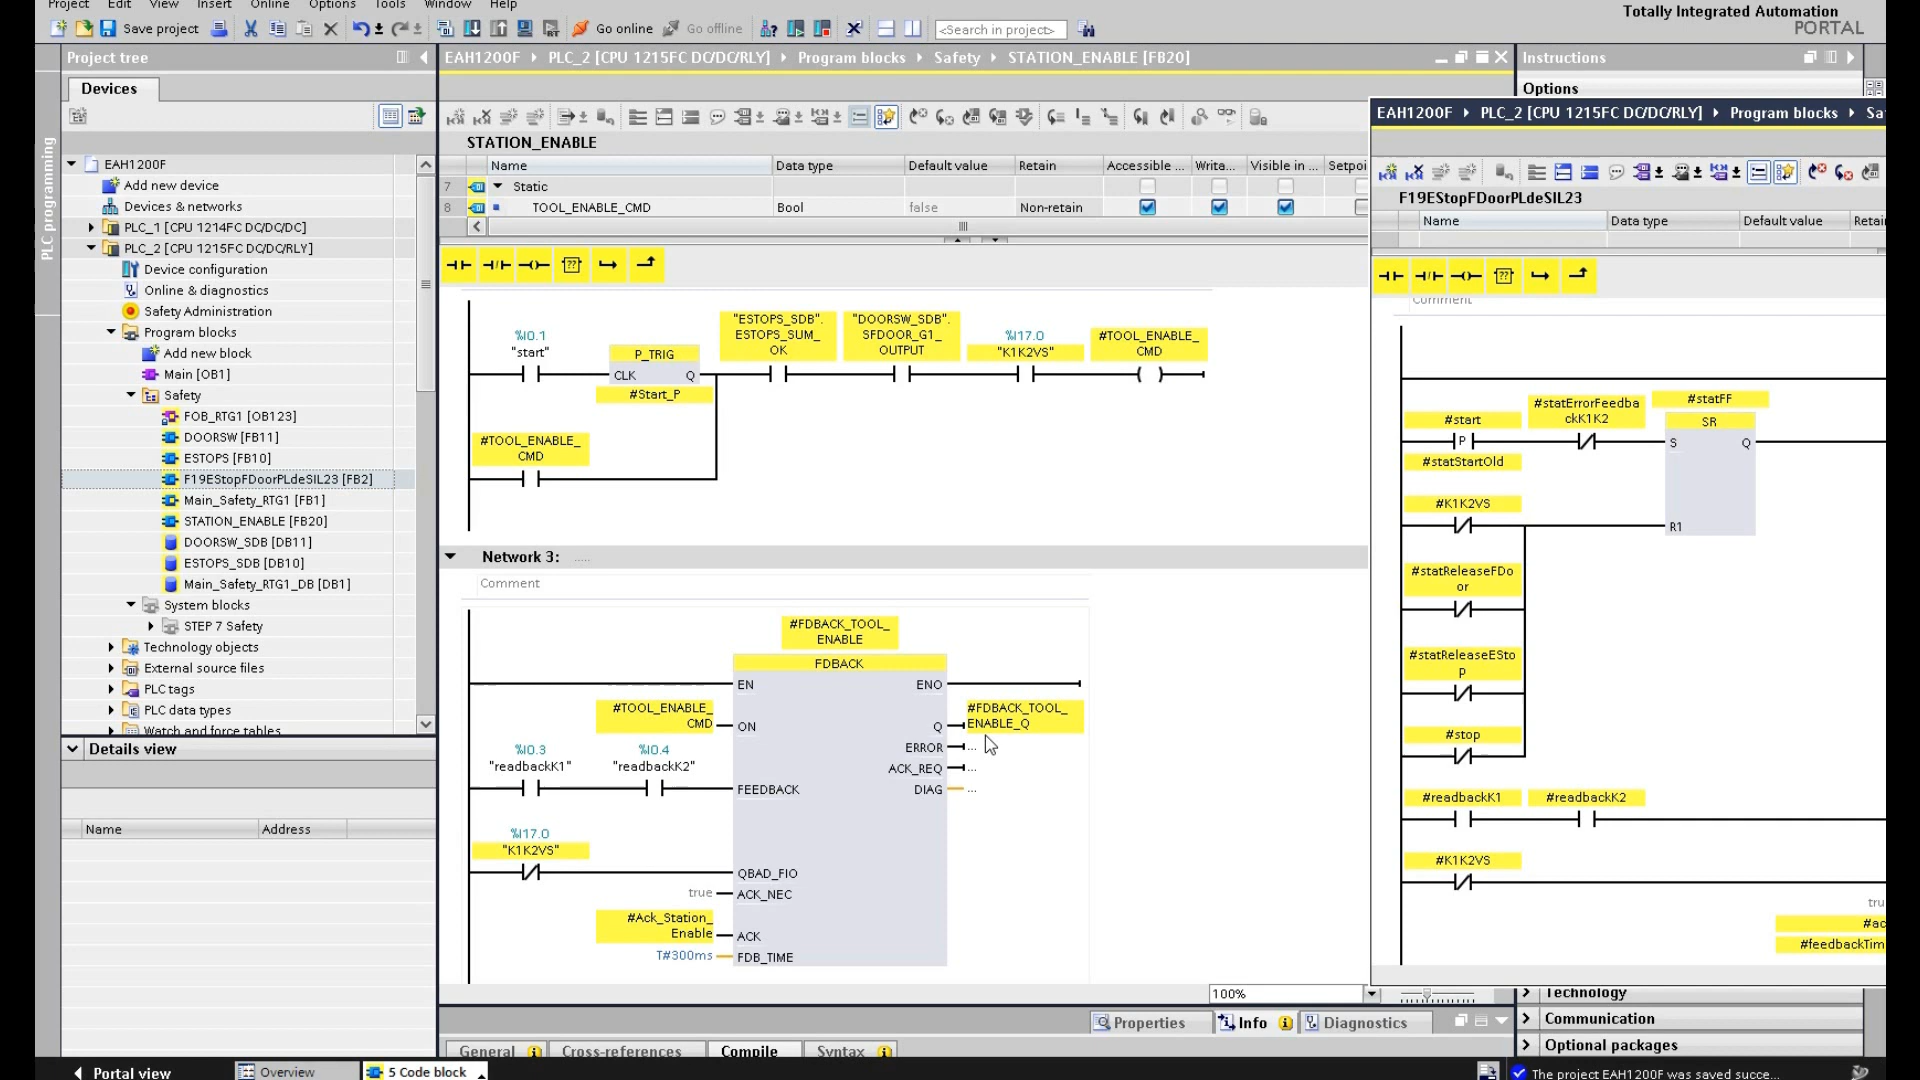 Project Edit View Insert Online Options Tools Window Help
Totally Integrated Automation
PORTAL
Save project
Go online
Go offline
<Search in project>
Project tree
EAH1200F PLC_2 [CPU 1215FC DC/DC/RLY] Program blocks Safety STATION_ENABLE [FB20]
Instructions
Devices
Options
PLC programming
EAH1200F
Add new device
Devices & networks
PLC_1 [CPU 1214FC DC/DC/DC]
PLC_2 [CPU 1215FC DC/DC/RLY]
Device configuration
Online & diagnostics
Safety Administration
Program blocks
Add new block
Main [OB1]
Safety
FOB_RTG1 [OB123]
DOORSW [FB11]
ESTOPS [FB10]
F19EStopFDoorPLdeSIL23 [FB2]
Main_Safety_RTG1 [FB1]
STATION_ENABLE [FB20]
DOORSW_SDB [DB11]
ESTOPS_SDB [DB10]
Main_Safety_RTG1_DB [DB1]
System blocks
STEP 7 Safety
Technology objects
External source files
PLC tags
PLC data types
Watch and force tables
Details view
Name Address
STATION_ENABLE
Name Data type Default value Retain Accessible ... Writa... Visible in ... Setpoi
7 Static
8 TOOL_ENABLE_CMD Bool false Non-retain
%I0.1
"start"
P_TRIG
CLK Q
#Start_P
"ESTOPS_SDB".
ESTOPS_SUM_
OK
"DOORSW_SDB".
SFDOOR_G1_
OUTPUT
%I17.0
"K1K2VS"
#TOOL_ENABLE_
CMD
#TOOL_ENABLE_
CMD
Network 3: .....
Comment
#FDBACK_TOOL_
ENABLE
FDBACK
EN ENO
#TOOL_ENABLE_
CMD
ON
Q
#FDBACK_TOOL_
ENABLE_Q
ERROR ...
ACK_REQ ...
DIAG ...
%I0.3
"readbackK1"
%I0.4
"readbackK2"
FEEDBACK
%I17.0
"K1K2VS"
QBAD_FIO
true ACK_NEC
#Ack_Station_
Enable
ACK
T#300ms FDB_TIME
100%
EAH1200F PLC_2 [CPU 1215FC DC/DC/RLY] Program blocks Sa
F19EStopFDoorPLdeSIL23
Name Data type Default value Retai
Comment
#start
#statStartOld
#statErrorFeedba
ckK1K2
#statFF
SR
S Q
P
#K1K2VS
R1
#statReleaseFDo
or
#statReleaseESto
p
#stop
#readbackK1
#readbackK2
#K1K2VS
tru
#ac
#feedbackTim
Properties
Info
Diagnostics
General
Cross-references
Compile
Syntax
Technology
Communication
Optional packages
Portal view
Overview
5 Code block
The project EAH1200F was saved succe...